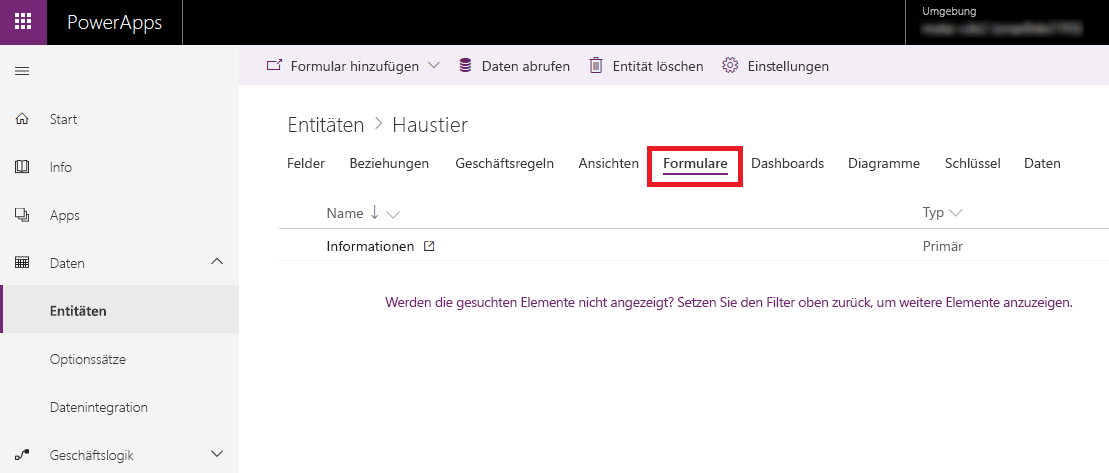 PowerApps
Umgebung
Formular hinzufügen Daten abrufen Entität löschen Einstellungen
Start
Info
Apps
Daten
Entitäten
Optionssätze
Datenintegration
Geschäftslogik
Entitäten > Haustier
Felder Beziehungen Geschäftsregeln Ansichten Formulare Dashboards Diagramme Schlüssel Daten
Name Typ
Informationen Primär
Werden die gesuchten Elemente nicht angezeigt? Setzen Sie den Filter oben zurück, um weitere Elemente anzuzeigen.